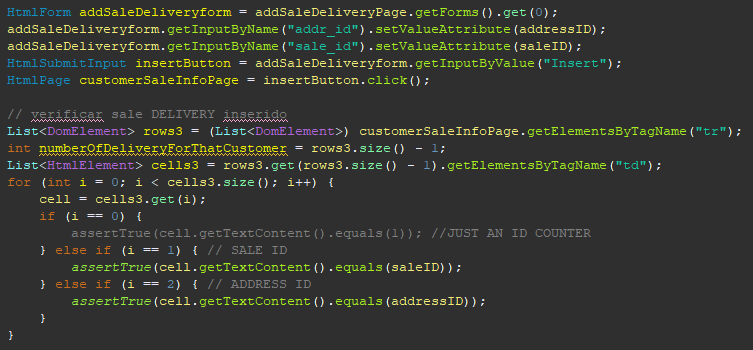 HtmlForm addSaleDeliveryform = addSaleDeliveryPage.getForms().get(0);
addSaleDeliveryform.getInputByName("addr_id").setValueAttribute(addressID);
addSaleDeliveryform.getInputByName("sale_id").setValueAttribute(saleID);
HtmlSubmitInput insertButton = addSaleDeliveryform.getInputByValue("Insert");
HtmlPage customerSaleInfoPage = insertButton.click();
// verificar sale DELIVERY inserido
List<DomElement> rows3 = (List<DomElement>) customerSaleInfoPage.getElementsByTagName("tr");
int numberOfDeliveryForThatCustomer = rows3.size() - 1;
List<HtmlElement> cells3 = rows3.get(rows3.size() - 1).getElementsByTagName("td");
for (int i = 0; i < cells3.size(); i++) {
    cell = cells3.get(i);
    if (i == 0) {
        assertTrue(cell.getTextContent().equals(1)); //JUST AN ID COUNTER
    } else if (i == 1) { // SALE ID
        assertTrue(cell.getTextContent().equals(saleID));
    } else if (i == 2) { // ADDRESS ID
        assertTrue(cell.getTextContent().equals(addressID));
    }
}